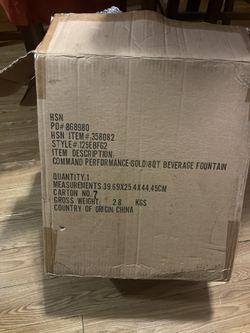 HSN
PO# 868980
HSN ITEM#:358082
STYLE#:125EBFG2
ITEM DESCRIPTION:
COMMAND PERFORMANCE-GOLD:8QT BEVERAGE FOUNTAIN
QUANTITY:1
MEASUREMENTS:39.69X25.4X44.45CM
CARTON NO. 7
GROSS WEIGHT: 2.8 KGS
COUNTRY OF ORIGIN:CHINA